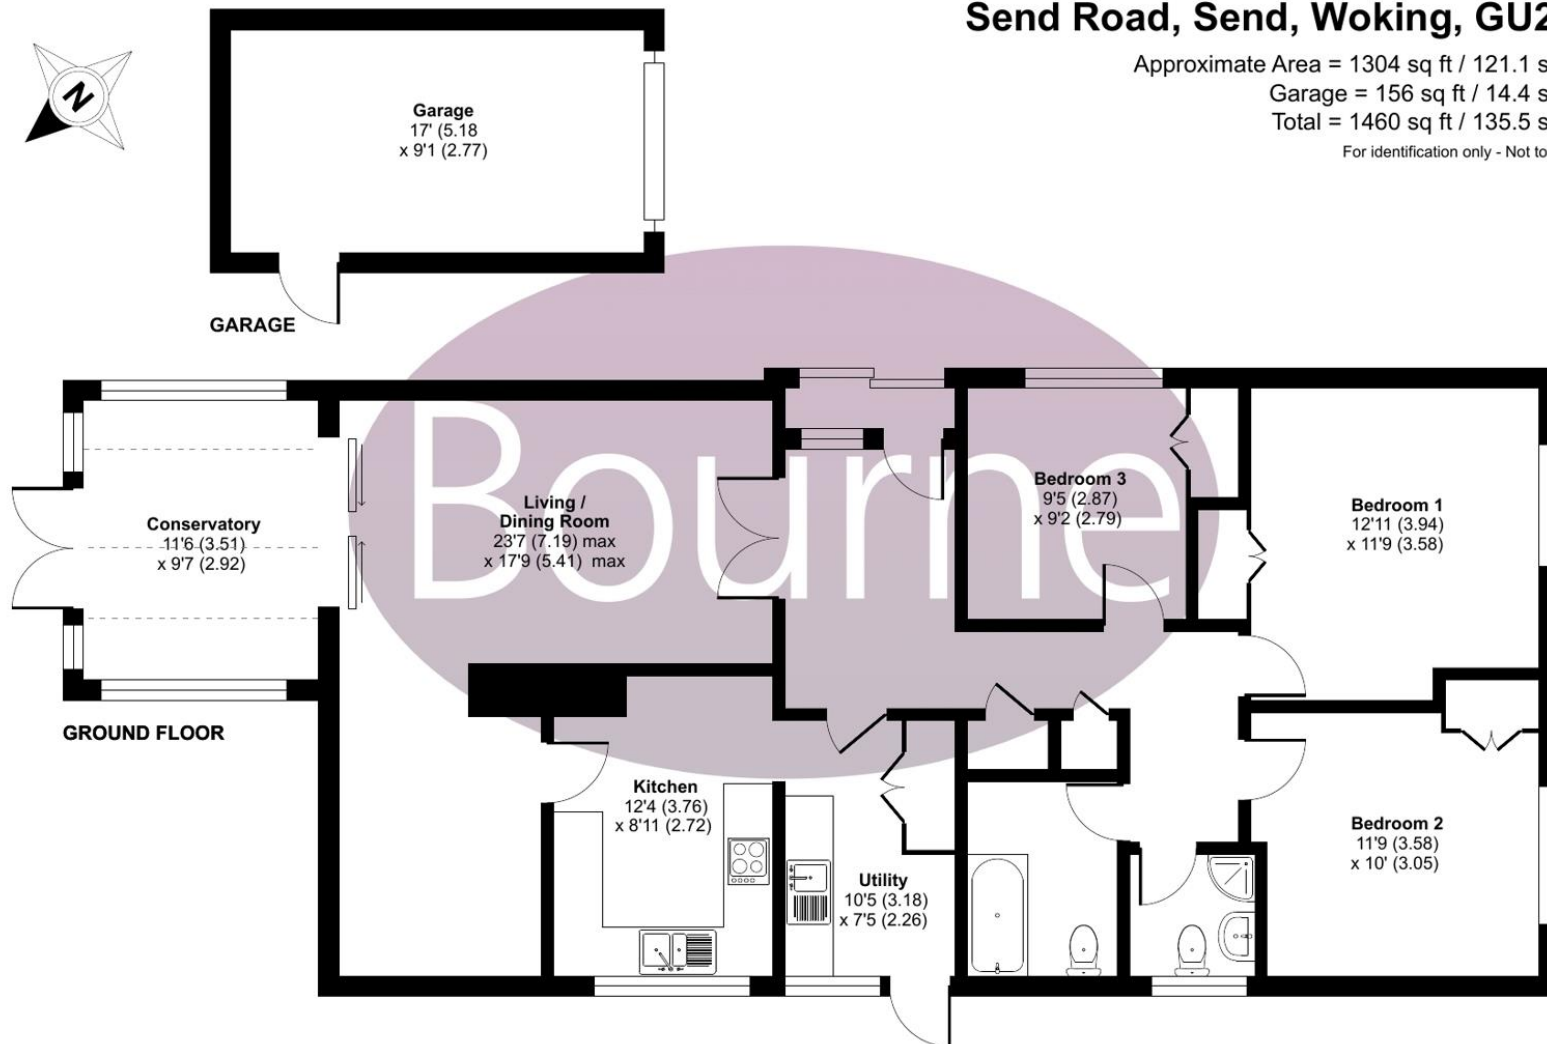 Send Road, Send, Woking, GU2
Approximate Area = 1304 sq ft / 121.1 s
Garage = 156 sq ft / 14.4 s
Total = 1460 sq ft / 135.5 s
For identification only - Not to
N
Garage
17' (5.18
x 9'1 (2.77)
GARAGE
Bourne
Conservatory
11'6 (3.51)
x 9'7 (2.92)
Living /
Dining Room
23'7 (7.19) max
x 17'9 (5.41) max
Bedroom 3
9'5 (2.87)
x 9'2 (2.79)
Bedroom 1
12'11 (3.94)
x 11'9 (3.58)
GROUND FLOOR
Kitchen
12'4 (3.76)
x 8'11 (2.72)
Utility
10'5 (3.18)
x 7'5 (2.26)
Bedroom 2
11'9 (3.58)
x 10' (3.05)